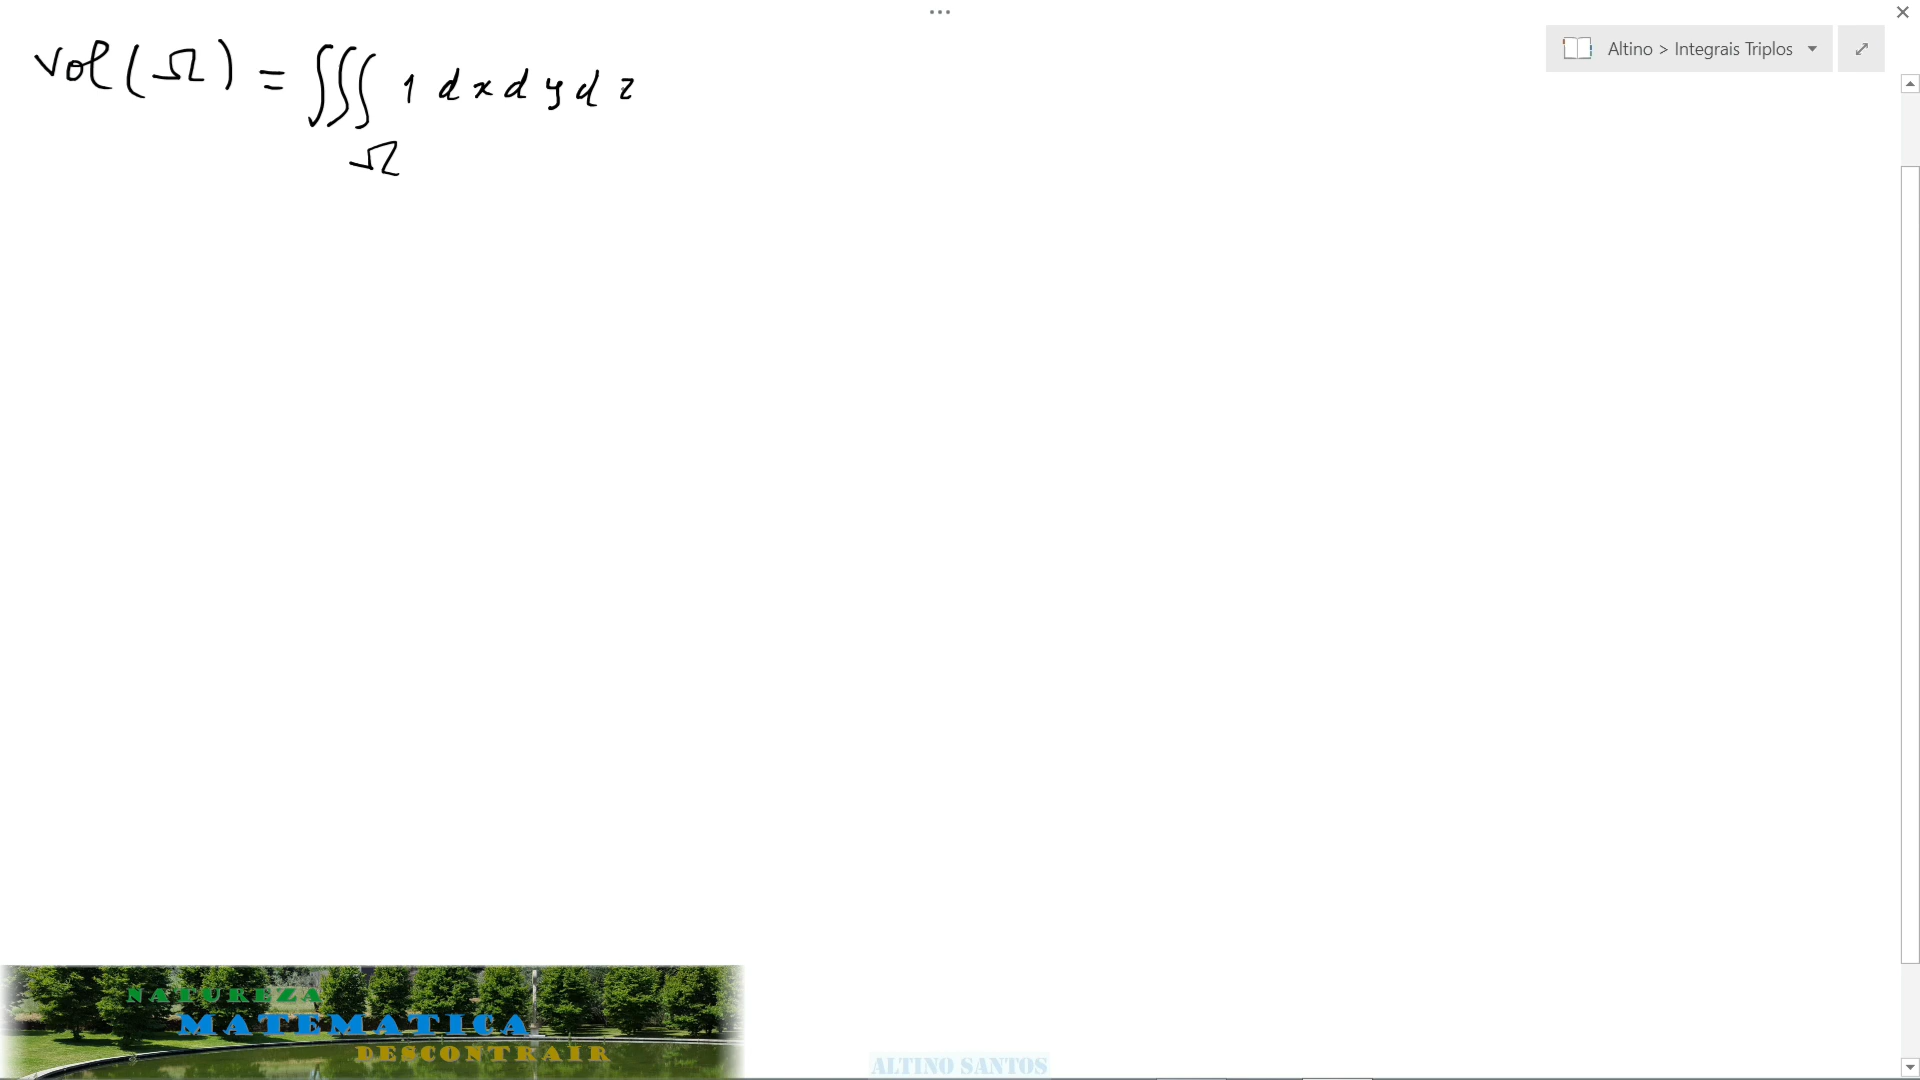 vol(Ω) = ∭ 1 dx dy dz
Ω
Altino > Integrais Triplos
NATUREZA
MATEMATICA
DESCONTRAIR
ALTINO SANTOS